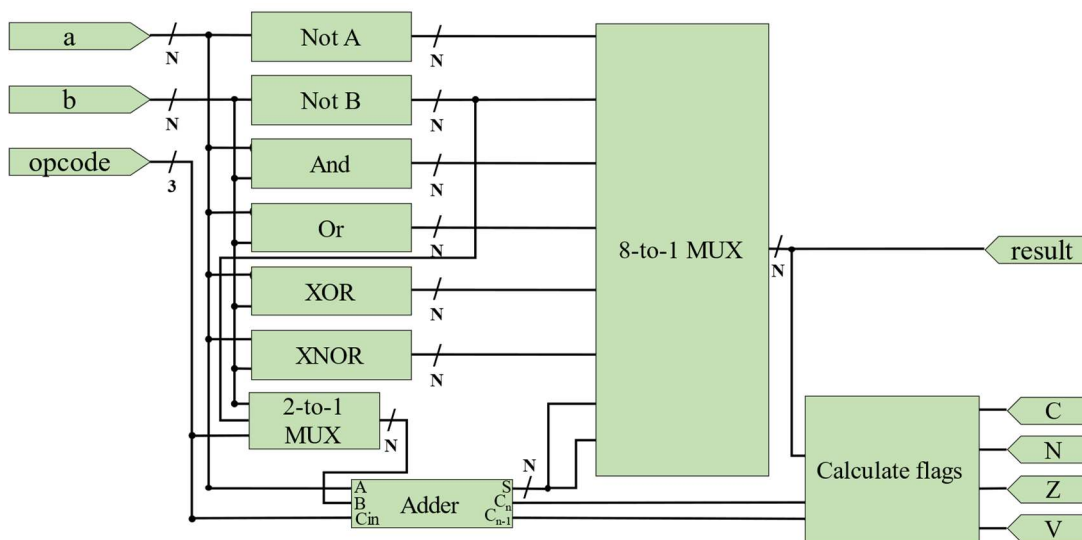 a
N
Not A
N
b
N
Not B
N
opcode
3
And
N
Or
N
XOR
N
XNOR
N
2-to-1
MUX
N
8-to-1 MUX
N
result
A
B
Cin
Adder
S
Cn
Cn-1
N
Calculate flags
C
N
Z
V